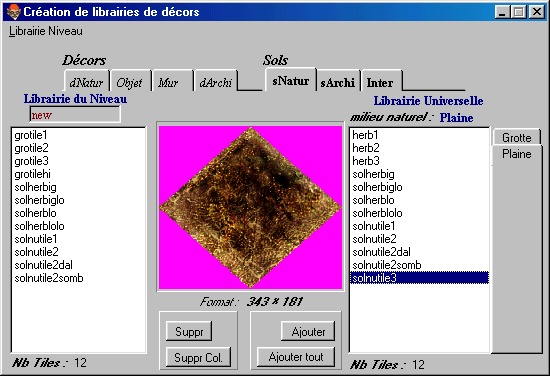 Création de librairies de décors
Librairie Niveau
Décors
Sols
dNatur Objet Mur dArchi
sNatur sArchi Inter
Librairie du Niveau
new
Librairie Universelle
milieu naturel : Plaine
grotile1
grotile2
grotile3
grotilehi
solherbig
solherbiglo
solherblo
solherblolo
solnutile1
solnutile2
solnutile2dal
solnutile2somb
Nb Tiles : 12
Format : 343 * 181
Suppr
Suppr Col.
Ajouter
Ajouter tout
herb1
herb2
herb3
solherbig
solherbiglo
solherblo
solherblolo
solnutile1
solnutile2
solnutile2dal
solnutile2somb
solnutile3
Nb Tiles : 12
Grotte
Plaine